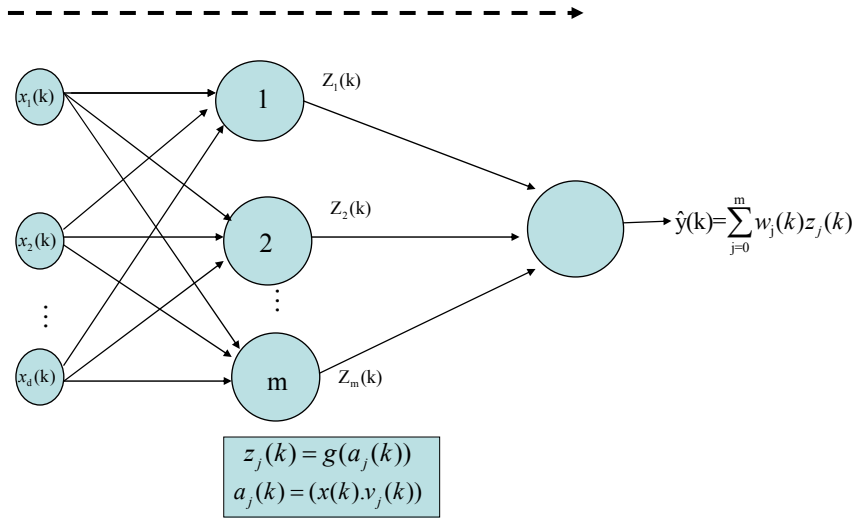 x₁(k)
1
Z₁(k)
x₂(k)
2
Z₂(k)
ŷ(k)=∑_{j=0}^{m} w_j(k)z_j(k)
⋮
⋮
x_d(k)
m
Z_m(k)
z_j(k) = g(a_j(k))
a_j(k) = (x(k).v_j(k))